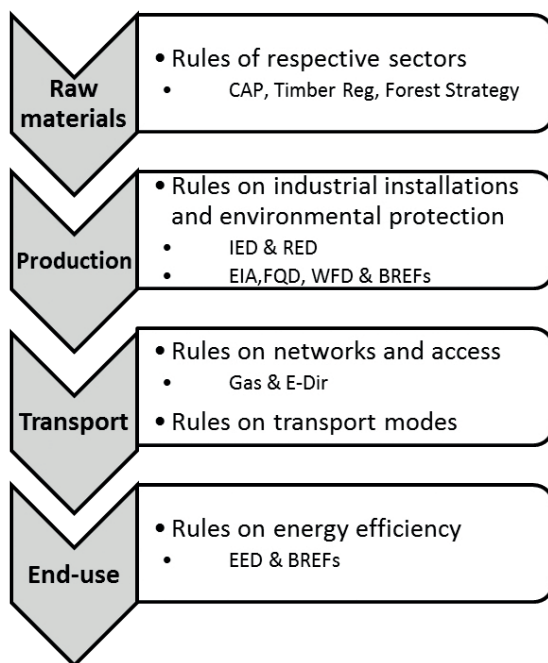 Raw
materials
• Rules of respective sectors
• CAP, Timber Reg, Forest Strategy
Production
• Rules on industrial installations
and environmental protection
• IED & RED
• EIA,FQD, WFD & BREFs
Transport
• Rules on networks and access
• Gas & E-Dir
• Rules on transport modes
End-use
• Rules on energy efficiency
• EED & BREFs